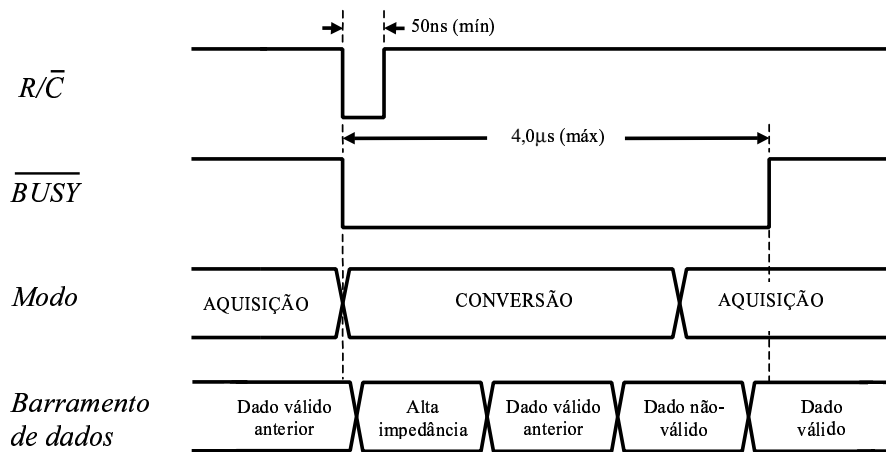 50ns (mín)
R/C̅
4,0µs (máx)
B̅U̅S̅Y̅
Modo
AQUISIÇÃO
CONVERSÃO
AQUISIÇÃO
Barramento
de dados
Dado válido
anterior
Alta
impedância
Dado válido
anterior
Dado não-
válido
Dado
válido